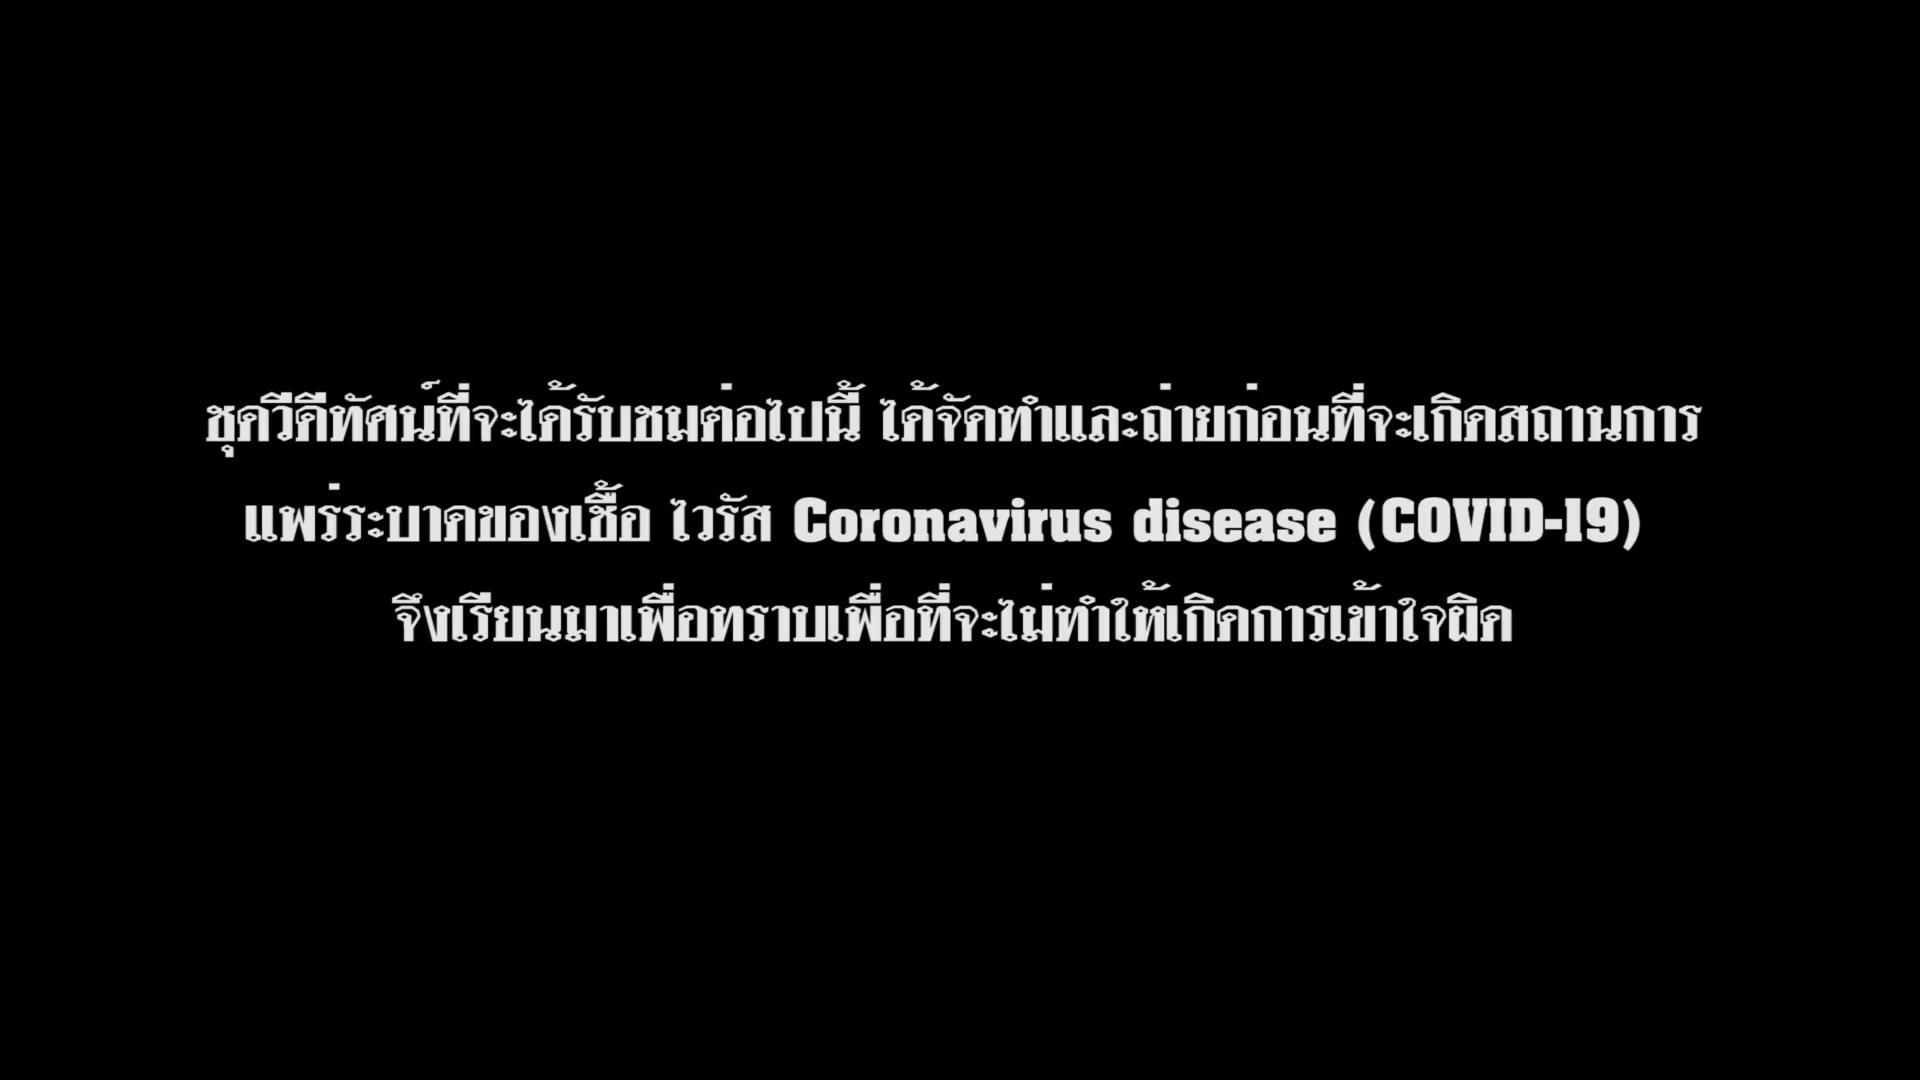 ชุดวีดีทัศน์ที่จะได้รับชมต่อไปนี้ ได้จัดทำและถ่ายก่อนที่จะเกิดสถานการ
แพร่ระบาดของเชื้อ ไวรัส Coronavirus disease (COVID-19)
จึงเรียนมาเพื่อทราบเพื่อที่จะไม่ทำให้เกิดการเข้าใจผิด